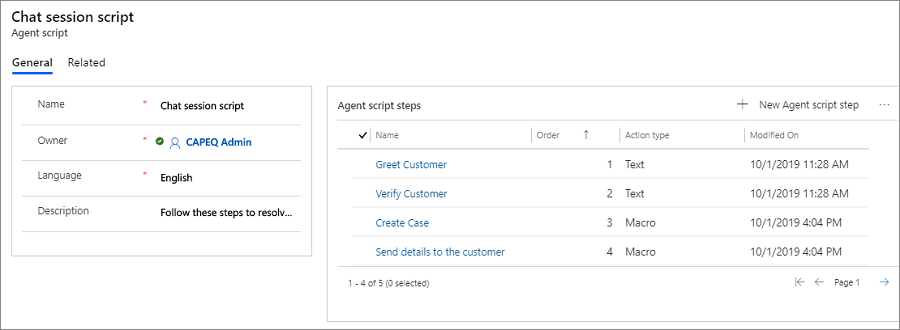 Chat session script
Agent script
General Related
Name * Chat session script
Owner * CAPEQ Admin
Language * English
Description Follow these steps to resolv...
Agent script steps + New Agent script step ...
Name Order ↑ Action type Modified On
Greet Customer 1 Text 10/1/2019 11:28 AM
Verify Customer 2 Text 10/1/2019 11:28 AM
Create Case 3 Macro 10/1/2019 4:04 PM
Send details to the customer 4 Macro 10/1/2019 4:04 PM
1 - 4 of 5 (0 selected) Page 1